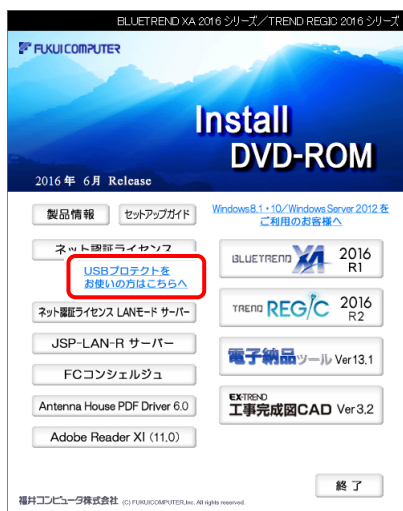 BLUETREND XA 2016 シリーズ/TREND REGIC 2016 シリーズ
FUKUI COMPUTER
Install
DVD-ROM
2016年 6月 Release
製品情報
セットアップガイド
Windows8.1・10/Windows Server 2012 を
ご利用のお客様へ
ネット認証ライセンス
USBプロテクトを
お使いの方はこちらへ
ネット認証ライセンス LANモード サーバー
JSP-LAN-R サーバー
FCコンシェルジュ
Antenna House PDF Driver 6.0
Adobe Reader XI (11.0)
BLUETREND XA 2016
R1
TREND REGIC 2016
R2
電子納品ツール Ver 13.1
EX-TREND
工事完成図CAD Ver 3.2
終了
福井コンピュータ株式会社 (C) FUKUICOMPUTER,Inc. All rights reserved.